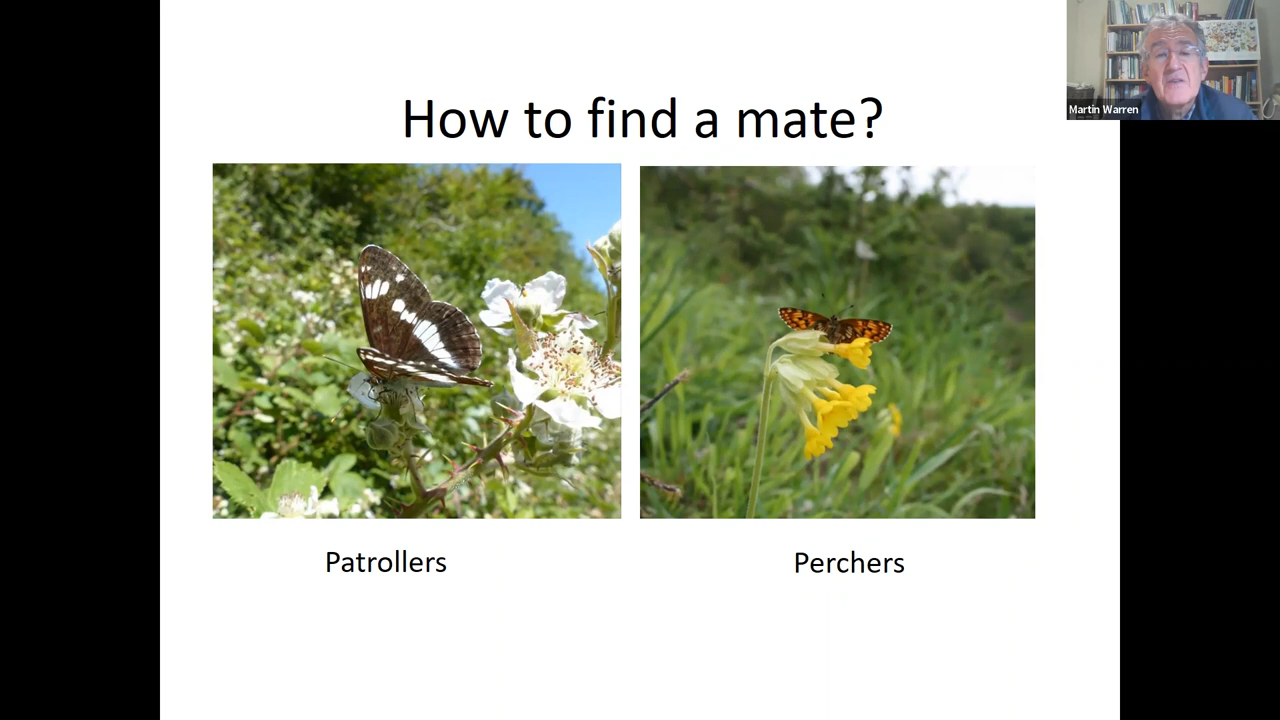 How to find a mate?
Martin Warren
Patrollers
Perchers